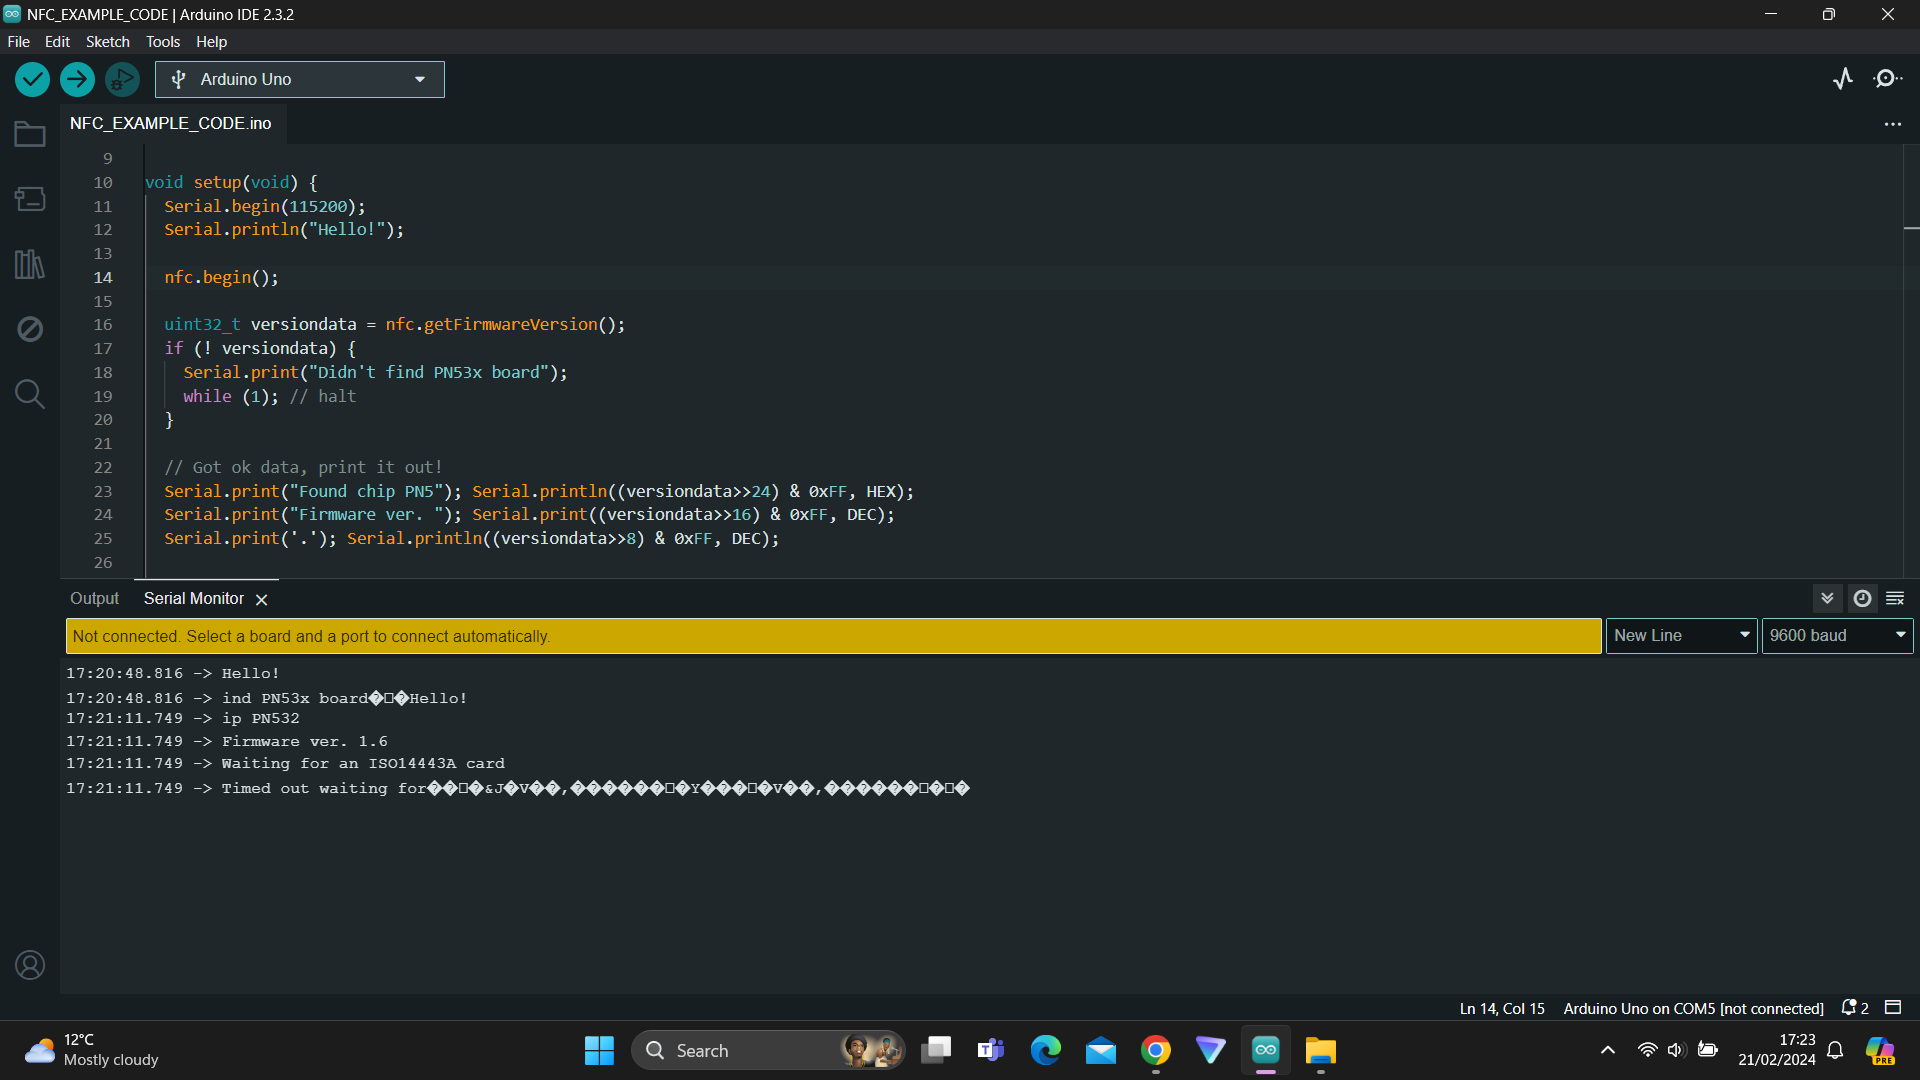 NFC_EXAMPLE_CODE | Arduino IDE 2.3.2
File Edit Sketch Tools Help
Arduino Uno
NFC_EXAMPLE_CODE.ino
9
10 void setup(void) {
11 Serial.begin(115200);
12 Serial.println("Hello!");
13
14 nfc.begin();
15
16 uint32_t versiondata = nfc.getFirmwareVersion();
17 if (! versiondata) {
18 Serial.print("Didn't find PN53x board");
19 while (1); // halt
20 }
21
22 // Got ok data, print it out!
23 Serial.print("Found chip PN5"); Serial.println((versiondata>>24) & 0xFF, HEX);
24 Serial.print("Firmware ver. "); Serial.print((versiondata>>16) & 0xFF, DEC);
25 Serial.print('.'); Serial.println((versiondata>>8) & 0xFF, DEC);
26
Output Serial Monitor
Not connected. Select a board and a port to connect automatically. New Line 9600 baud
17:20:48.816 -> Hello!
17:20:48.816 -> ind PN53x board�□�Hello!
17:21:11.749 -> ip PN532
17:21:11.749 -> Firmware ver. 1.6
17:21:11.749 -> Waiting for an ISO14443A card
17:21:11.749 -> Timed out waiting for��□�&J�V��,������□�Y���□�V��,������□�□�
Ln 14, Col 15 Arduino Uno on COM5 [not connected] 2
12°C
Mostly cloudy
Search
17:23
21/02/2024
PRE